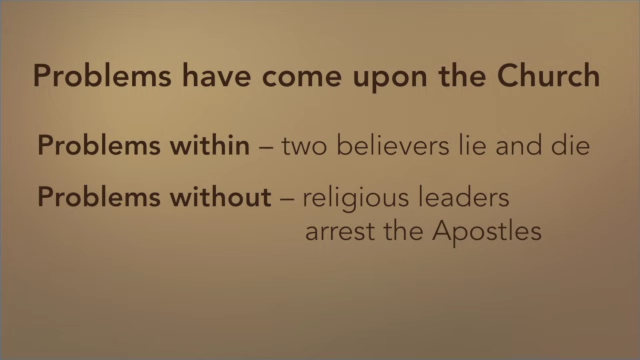 Problems have come upon the Church
Problems within – two believers lie and die
Problems without – religious leaders
arrest the Apostles